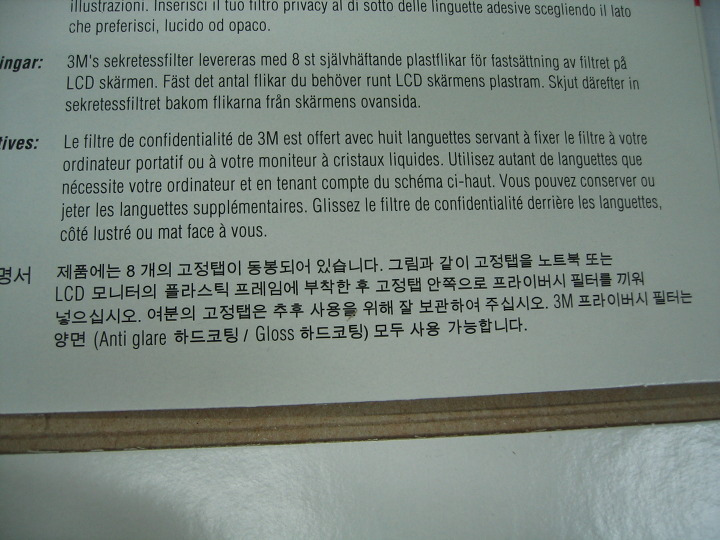 illustrazioni. Inserisci il tuo filtro privacy al di sotto delle linguette adesive scegliendo il lato
che preferisci, lucido od opaco.
ingar: 3M's sekretessfilter levereras med 8 st självhäftande plastflikar för fastsättning av filtret på
LCD skärmen. Fäst det antal flikar du behöver runt LCD skärmens plastram. Skjut därefter in
sekretessfiltret bakom flikarna från skärmens ovansida.
tives: Le filtre de confidentialité de 3M est offert avec huit languettes servant à fixer le filtre à votre
ordinateur portatif ou à votre moniteur à cristaux liquides. Utilisez autant de languettes que
nécessite votre ordinateur et en tenant compte du schéma ci-haut. Vous pouvez conserver ou
jeter les languettes supplémentaires. Glissez le filtre de confidentialité derrière les languettes,
côté lustré ou mat face à vous.
명서 제품에는 8 개의 고정탭이 동봉되어 있습니다. 그림과 같이 고정탭을 노트북 또는
LCD 모니터의 플라스틱 프레임에 부착한 후 고정탭 안쪽으로 프라이버시 필터를 끼워
넣으십시오. 여분의 고정탭은 추후 사용을 위해 잘 보관하여 주십시오. 3M 프라이버시 필터는
양면 (Anti glare 하드코팅 / Gloss 하드코팅) 모두 사용 가능합니다.